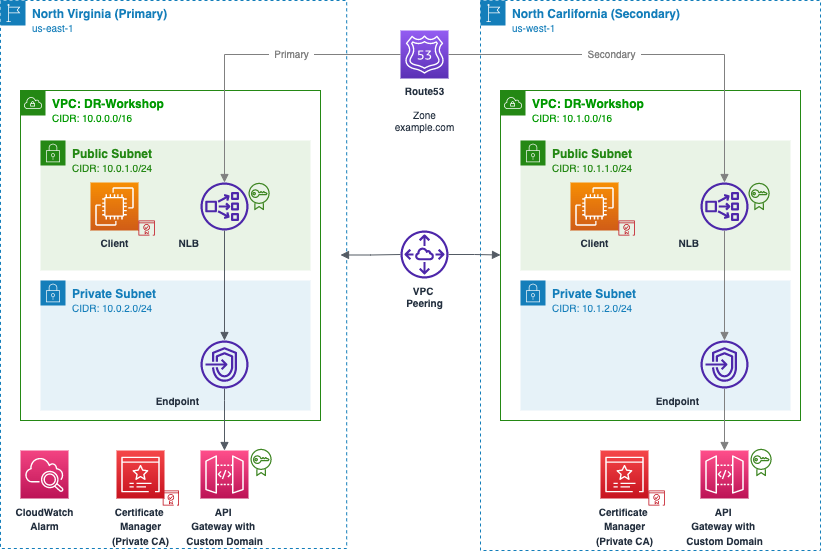 North Virginia (Primary)
us-east-1
North Carlifornia (Secondary)
us-west-1
Primary
53
Secondary
Route53
Zone
example.com
VPC: DR-Workshop
CIDR: 10.0.0.0/16
Public Subnet
CIDR: 10.0.1.0/24
Client
NLB
Private Subnet
CIDR: 10.0.2.0/24
Endpoint
VPC
Peering
VPC: DR-Workshop
CIDR: 10.1.0.0/16
Public Subnet
CIDR: 10.1.1.0/24
Client
NLB
Private Subnet
CIDR: 10.1.2.0/24
Endpoint
CloudWatch
Alarm
Certificate
Manager
(Private CA)
</>
API
Gateway with
Custom Domain
Certificate
Manager
(Private CA)
</>
API
Gateway with
Custom Domain